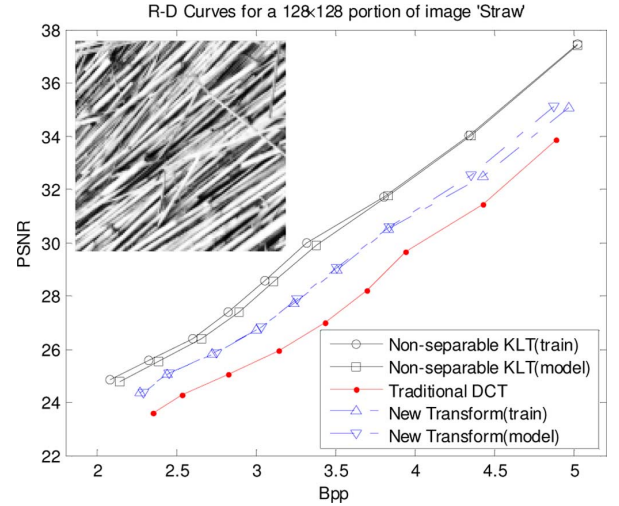 R-D Curves for a 128×128 portion of image 'Straw'
38
36
34
32
30
28
26
24
22
PSNR
Non-separable KLT(train)
Non-separable KLT(model)
Traditional DCT
New Transform(train)
New Transform(model)
2 2.5 3 3.5 4 4.5 5
Bpp